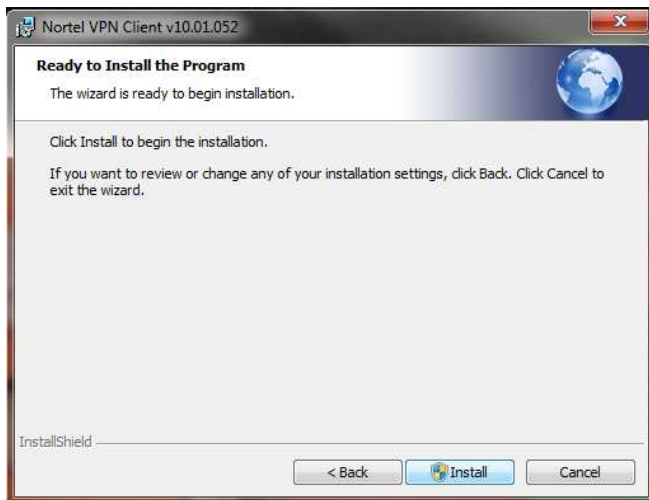 Nortel VPN Client v10.01.052
Ready to Install the Program
The wizard is ready to begin installation.
Click Install to begin the installation.
If you want to review or change any of your installation settings, click Back. Click Cancel to
exit the wizard.
InstallShield
< Back
Install
Cancel